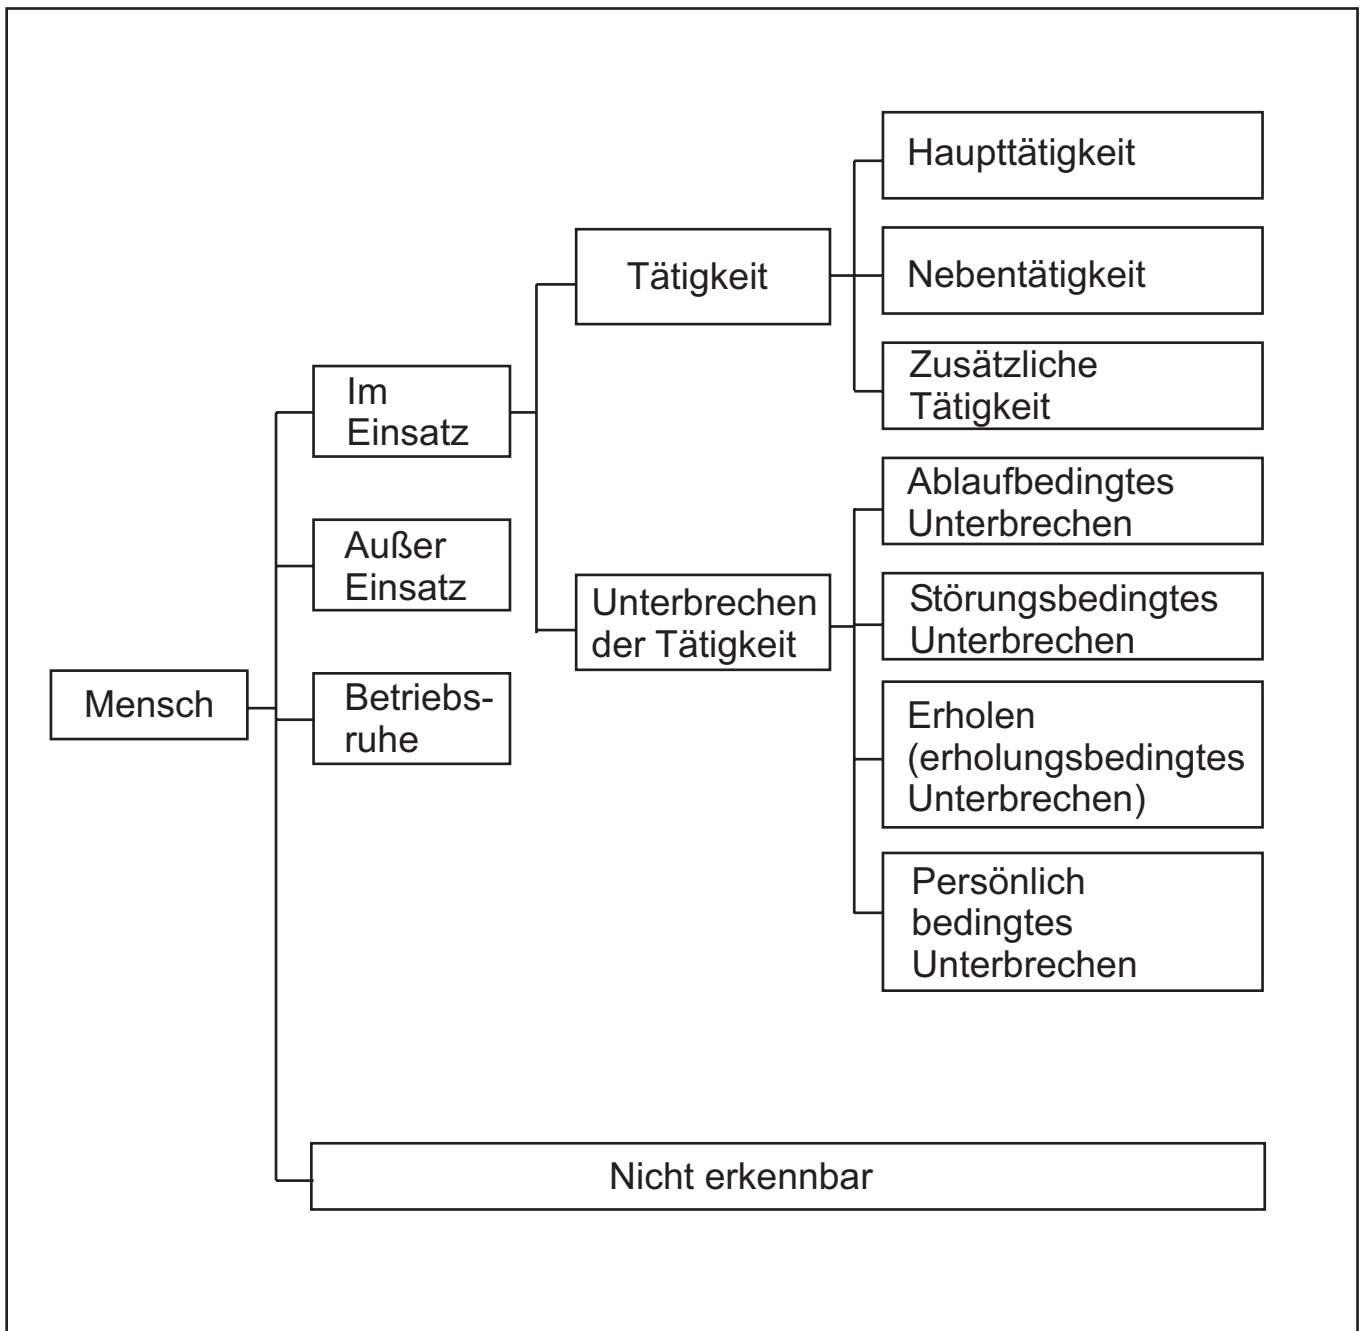 Mensch
Im
Einsatz
Außer
Einsatz
Betriebs-
ruhe
Tätigkeit
Unterbrechen
der Tätigkeit
Haupttätigkeit
Nebentätigkeit
Zusätzliche
Tätigkeit
Ablaufbedingtes
Unterbrechen
Störungsbedingtes
Unterbrechen
Erholen
(erholungsbedingtes
Unterbrechen)
Persönlich
bedingtes
Unterbrechen
Nicht erkennbar